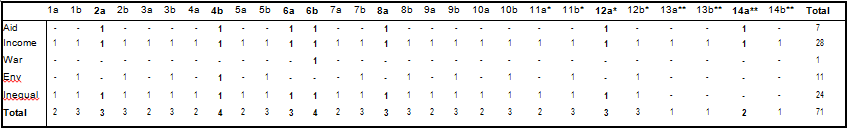 1a 1b 2a 2b 3a 3b 4a 4b 5a 5b 6a 6b 7a 7b 8a 8b 9a 9b 10a 10b 11a* 11b* 12a* 12b* 13a** 13b** 14a** 14b** Total
Aid - - 1 - - - - 1 - - 1 1 - - 1 - - - - - - - 1 - - - 1 - 7
Income 1 1 1 1 1 1 1 1 1 1 1 1 1 1 1 1 1 1 1 1 1 1 1 1 1 1 1 1 28
War - - - - - - - - - - - 1 - - - - - - - - - - - - - - - - 1
Env - 1 - 1 - 1 - 1 - 1 - - - 1 - 1 - 1 - 1 - 1 - 1 - - - - 11
Inequal 1 1 1 1 1 1 1 1 1 1 1 1 1 1 1 1 1 1 1 1 1 1 1 1 - - - - 24
Total 2 3 3 3 2 3 2 4 2 3 3 4 2 3 3 3 2 3 2 3 2 3 3 3 1 1 2 1 71